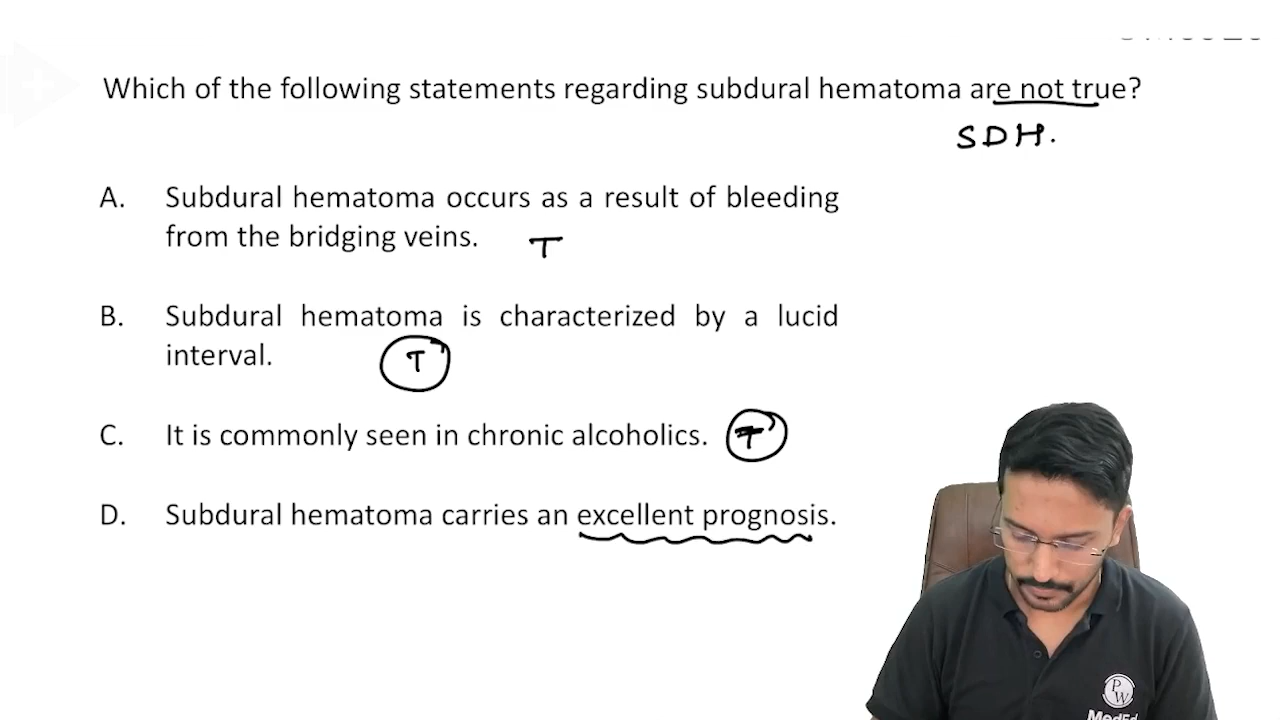 Which of the following statements regarding subdural hematoma are not true?
SDH.
A. Subdural hematoma occurs as a result of bleeding
from the bridging veins. T
B. Subdural hematoma is characterized by a lucid
interval. T
C. It is commonly seen in chronic alcoholics. T
D. Subdural hematoma carries an excellent prognosis.
PW
MedEd